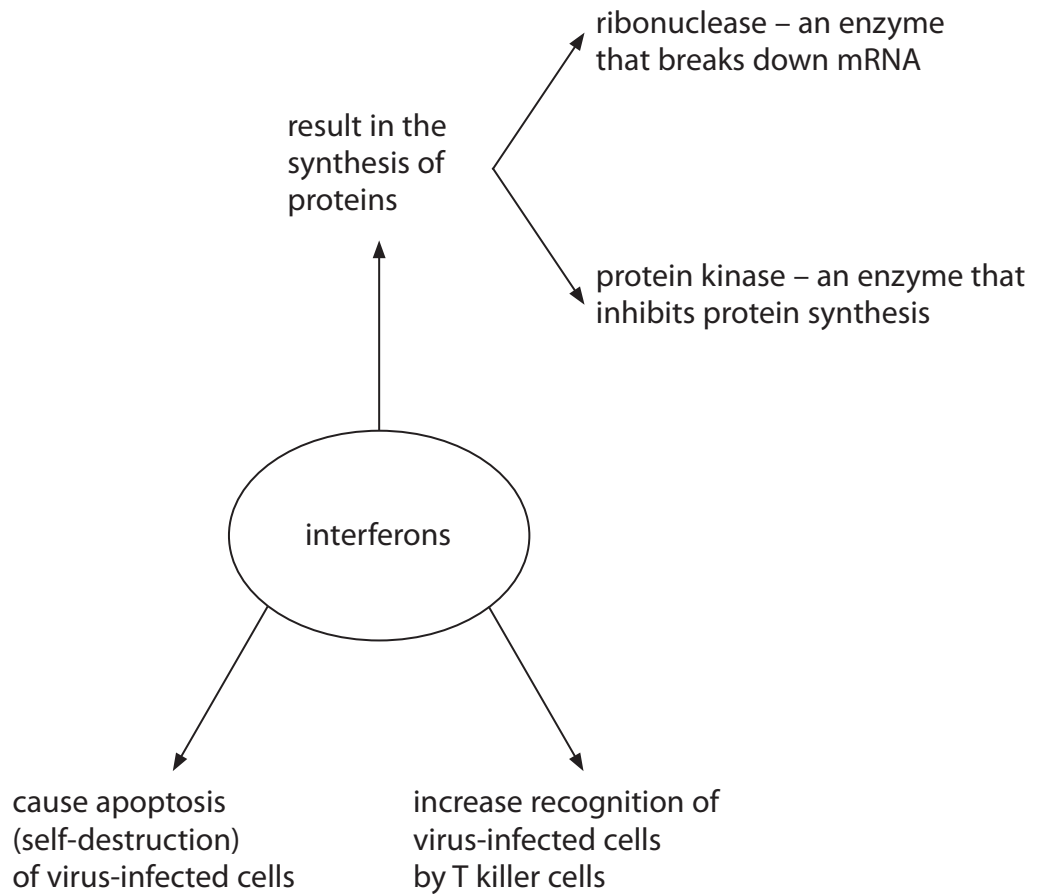 ribonuclease – an enzyme
that breaks down mRNA
result in the
synthesis of
proteins
protein kinase – an enzyme that
inhibits protein synthesis
interferons
cause apoptosis
(self-destruction)
of virus-infected cells
increase recognition of
virus-infected cells
by T killer cells